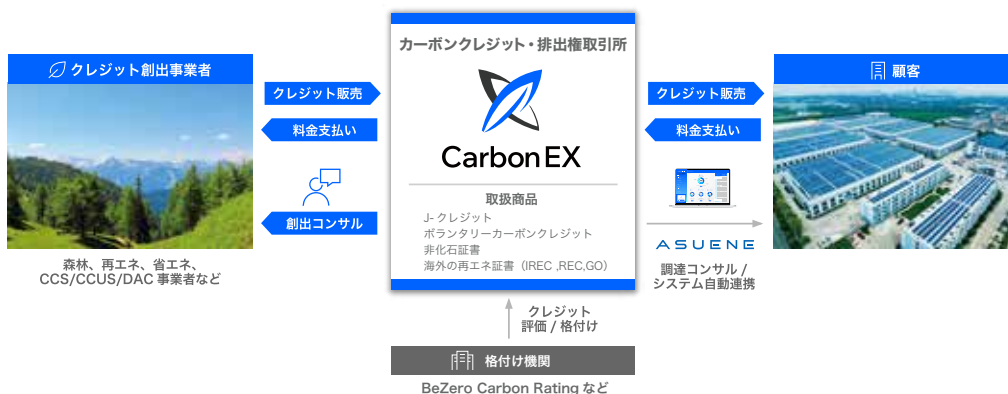 クレジット創出事業者
森林、再エネ、省エネ、
CCS/CCUS/DAC 事業者など
クレジット販売
料金支払い
創出コンサル
カーボンクレジット・排出権取引所
Carbon EX
取扱商品
J-クレジット
ボランタリーカーボンクレジット
非化石証書
海外の再エネ証書（IREC ,REC,GO）
クレジット
評価 / 格付け
格付け機関
BeZero Carbon Rating など
クレジット販売
料金支払い
ASUENE
調達コンサル /
システム自動連携
顧客